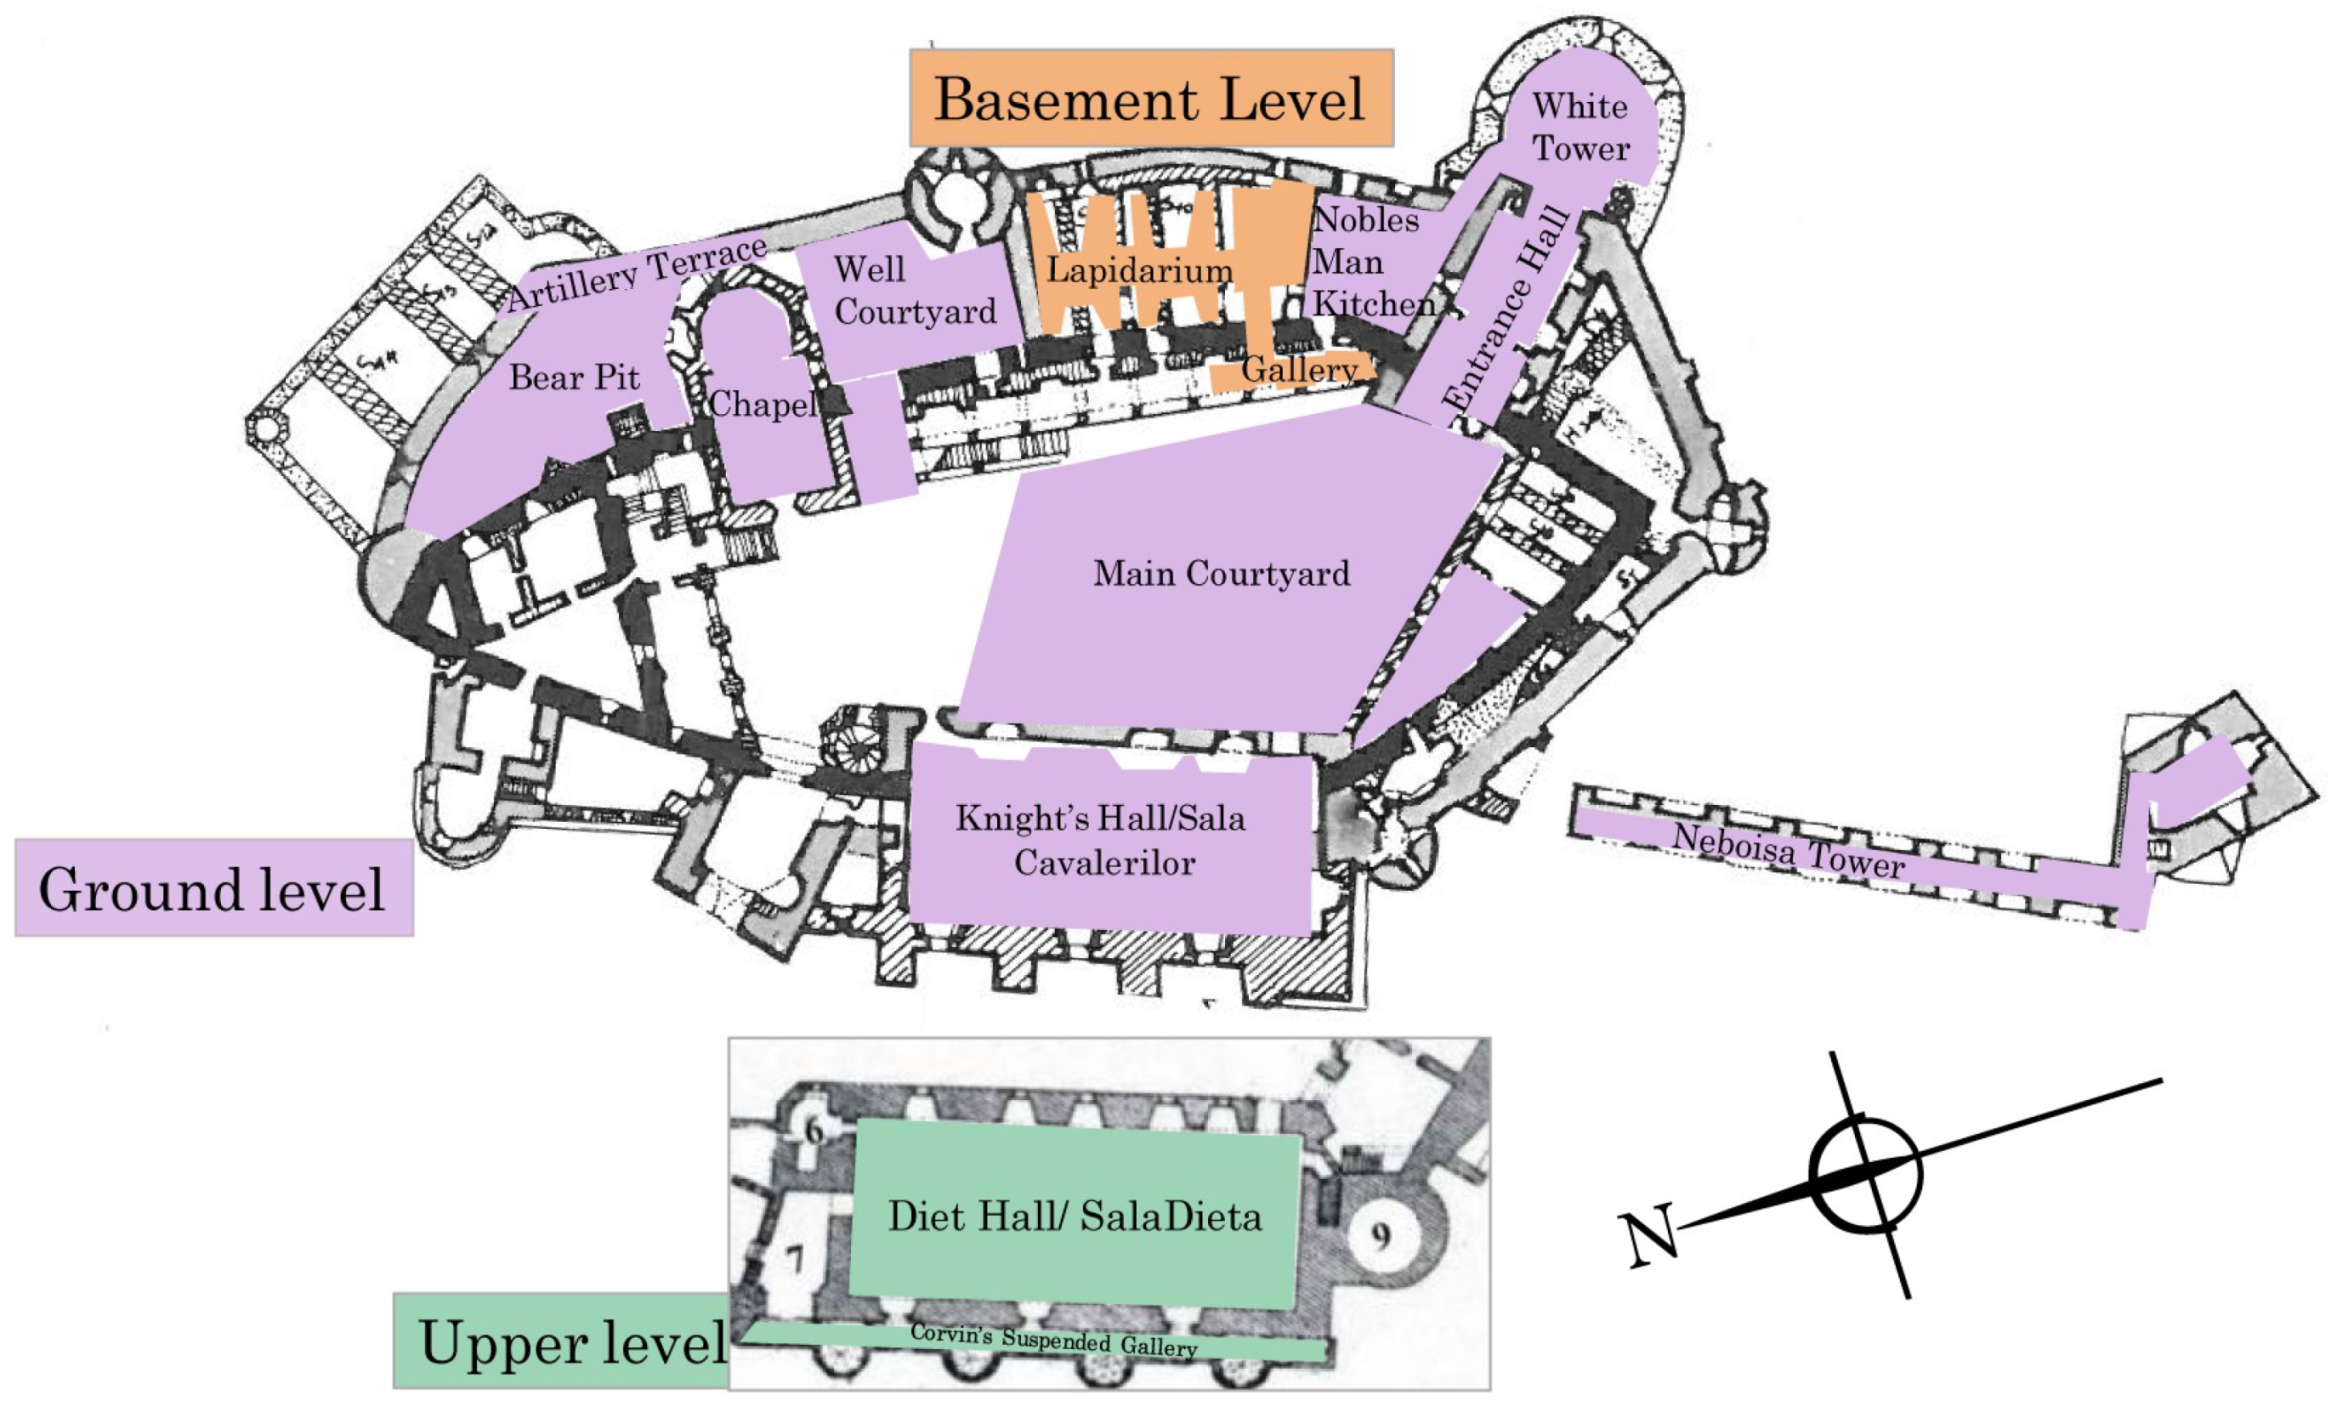 Basement Level
White
Tower
Nobles
Man
Kitchen
Entrance Hall
Artillery Terrace
Well
Courtyard
Lapidarium
Gallery
Bear Pit
Chapel
Main Courtyard
Knight's Hall/Sala
Cavalerilor
Neboisa Tower
Ground level
6
Diet Hall/ SalaDieta
7
9
Corvin's Suspended Gallery
Upper level
N